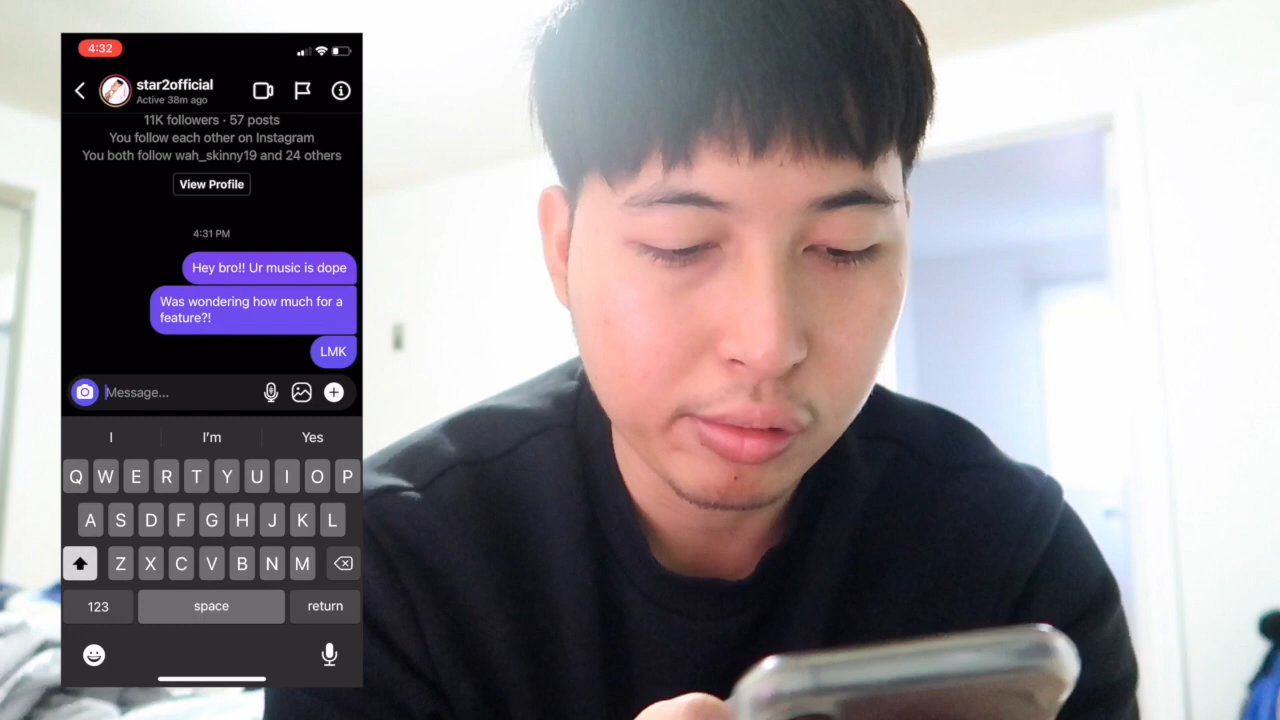 4:32
star2official
Active 38m ago
11K followers · 57 posts
You follow each other on Instagram
You both follow wah_skinny19 and 24 others
View Profile
4:31 PM
Hey bro!! Ur music is dope
Was wondering how much for a
feature?!
LMK
Message...
I I'm Yes
Q W E R T Y U I O P
A S D F G H J K L
Z X C V B N M
123 space return